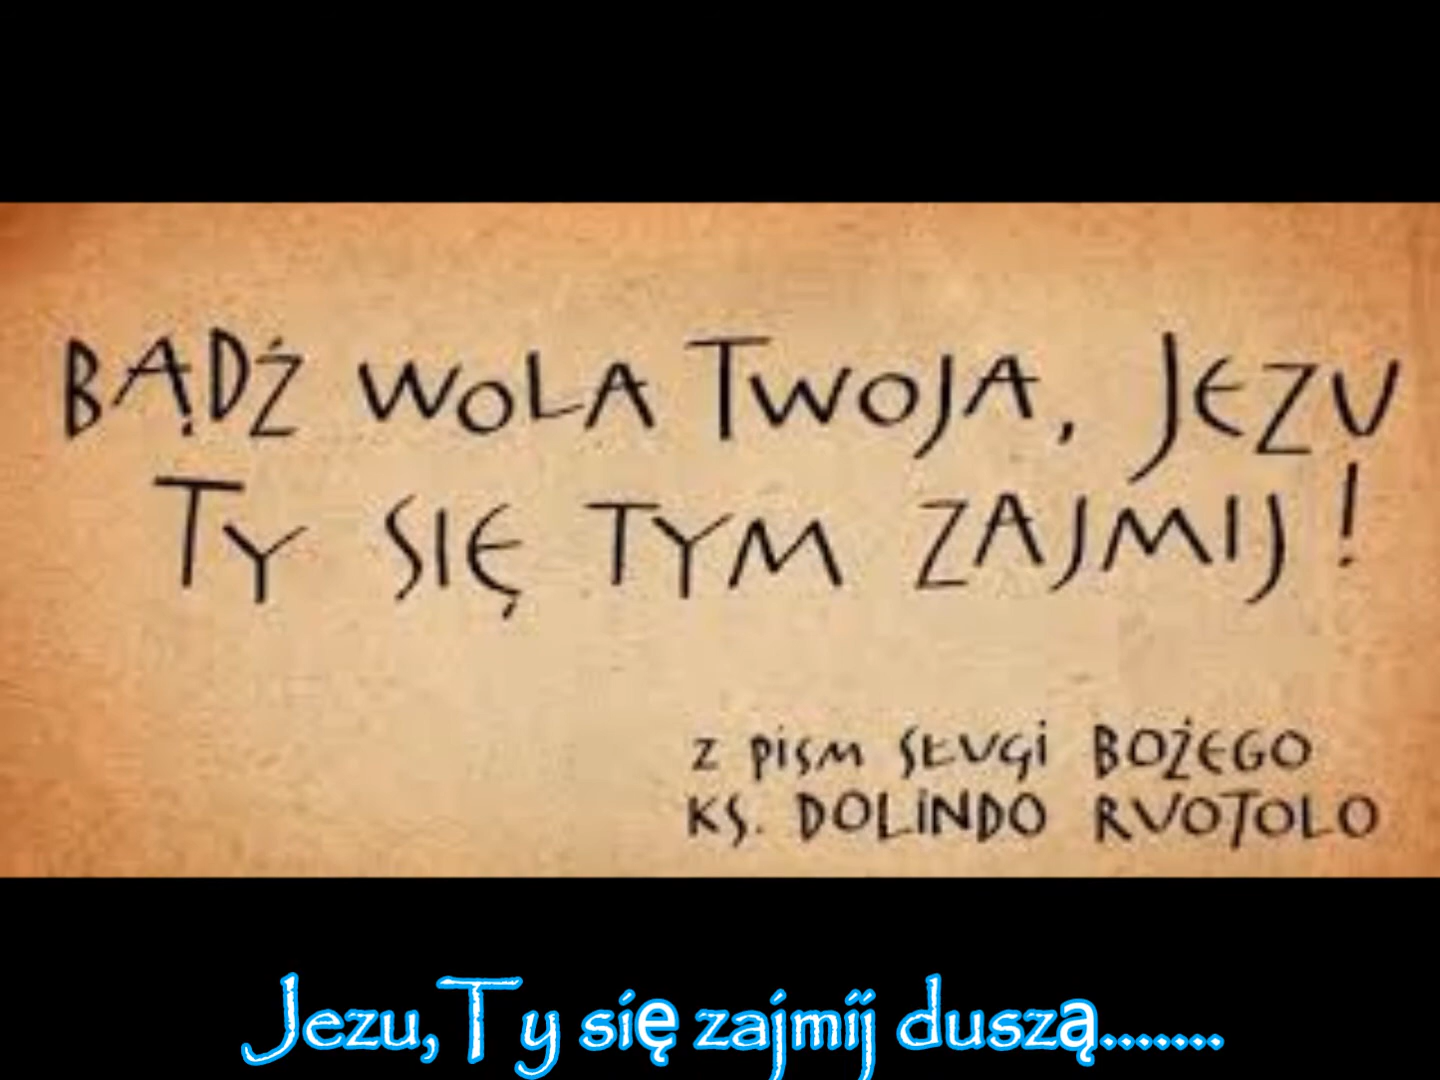 BĄDŹ WOLA TWOJA, JEZU
TY SIĘ TYM ZAJMIJ!
Z PISM SŁUGI BOŻEGO
KS. DOLINDO RUOTOLO
Jezu,Ty się zajmij duszą.......